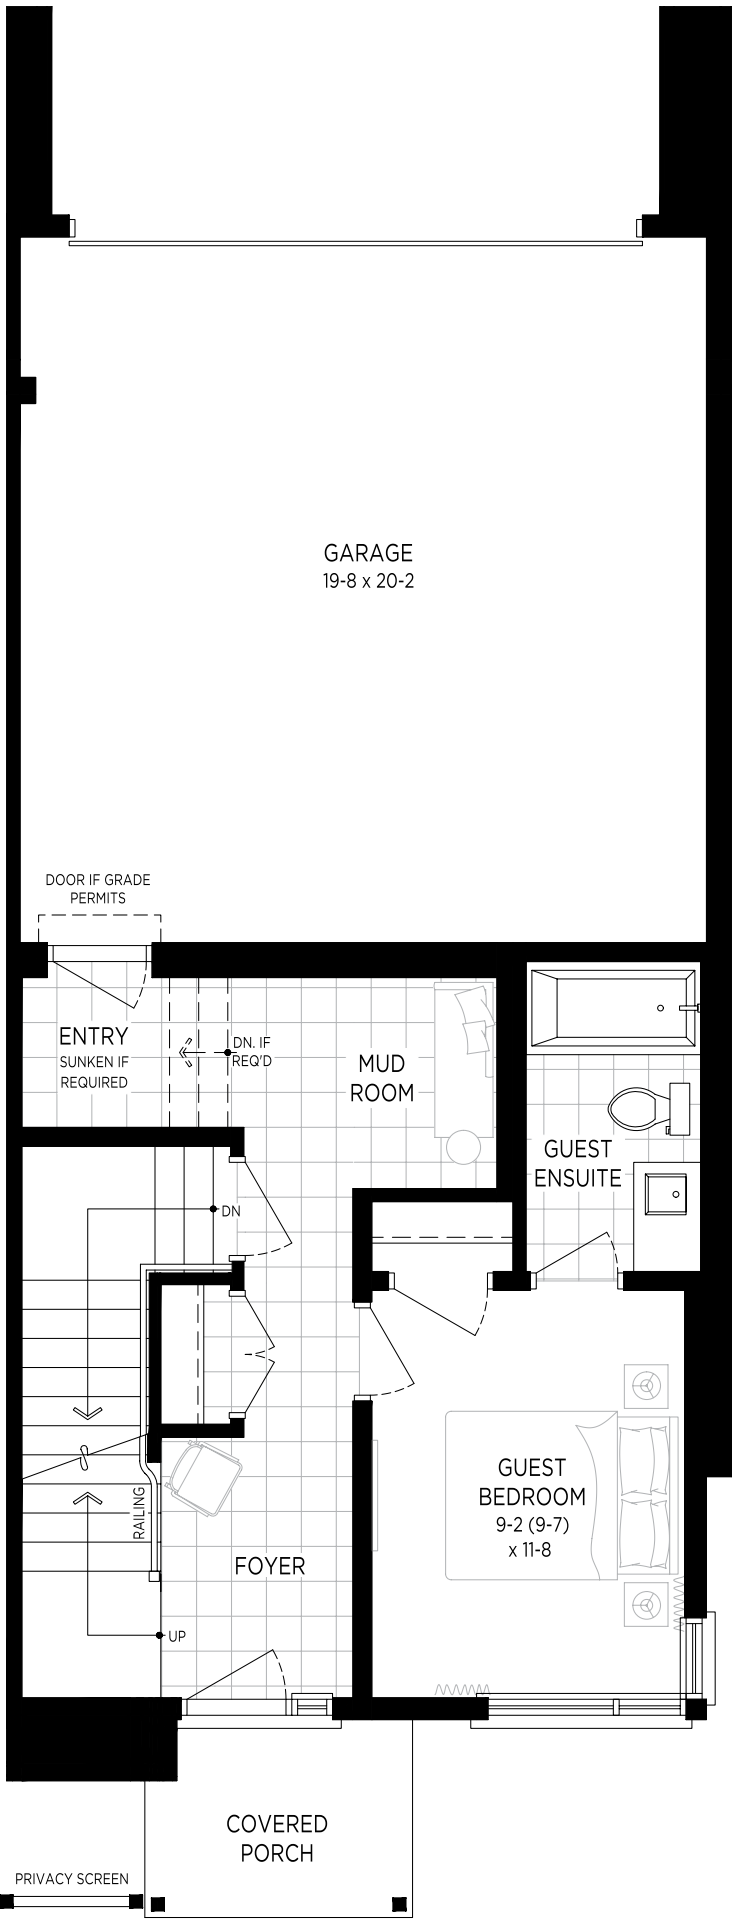 GARAGE
19-8 x 20-2
DOOR IF GRADE
PERMITS
ENTRY
SUNKEN IF
REQUIRED
DN. IF
REQ'D
MUD
ROOM
GUEST
ENSUITE
DN
GUEST
BEDROOM
9-2 (9-7)
x 11-8
RAILING
FOYER
UP
COVERED
PORCH
PRIVACY SCREEN